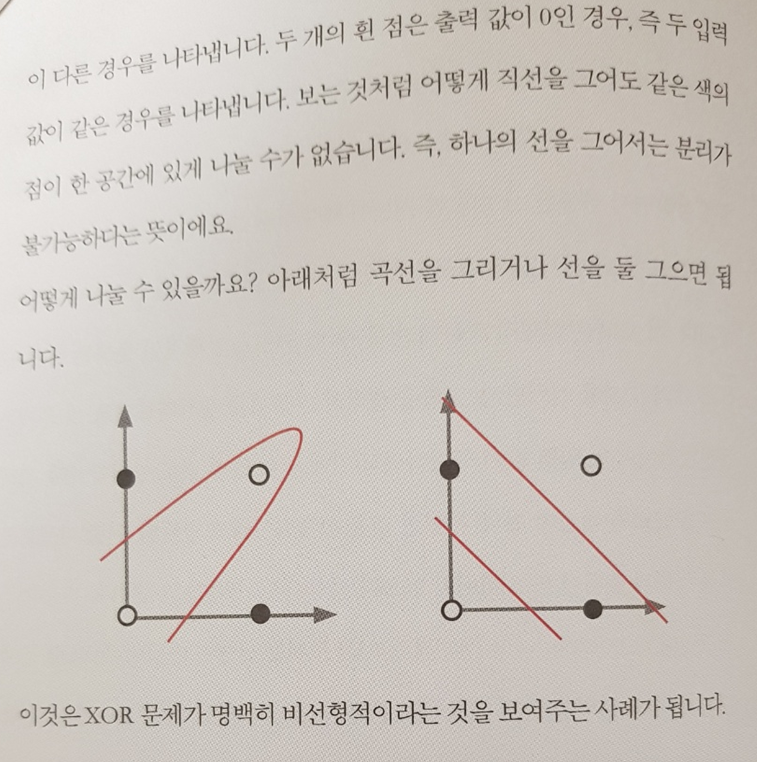 이 다른 경우를 나타냅니다. 두 개의 흰 점은 출력 값이 0인 경우, 즉 두 입력
값이 같은 경우를 나타냅니다. 보는 것처럼 어떻게 직선을 그어도 같은 색의
점이 한 공간에 있게 나눌 수가 없습니다. 즉, 하나의 선을 그어서는 분리가
불가능하다는 뜻이에요.
어떻게 나눌 수 있을까요? 아래처럼 곡선을 그리거나 선을 둘 그으면 됩
니다.
이것은 XOR 문제가 명백히 비선형적이라는 것을 보여주는 사례가 됩니다.